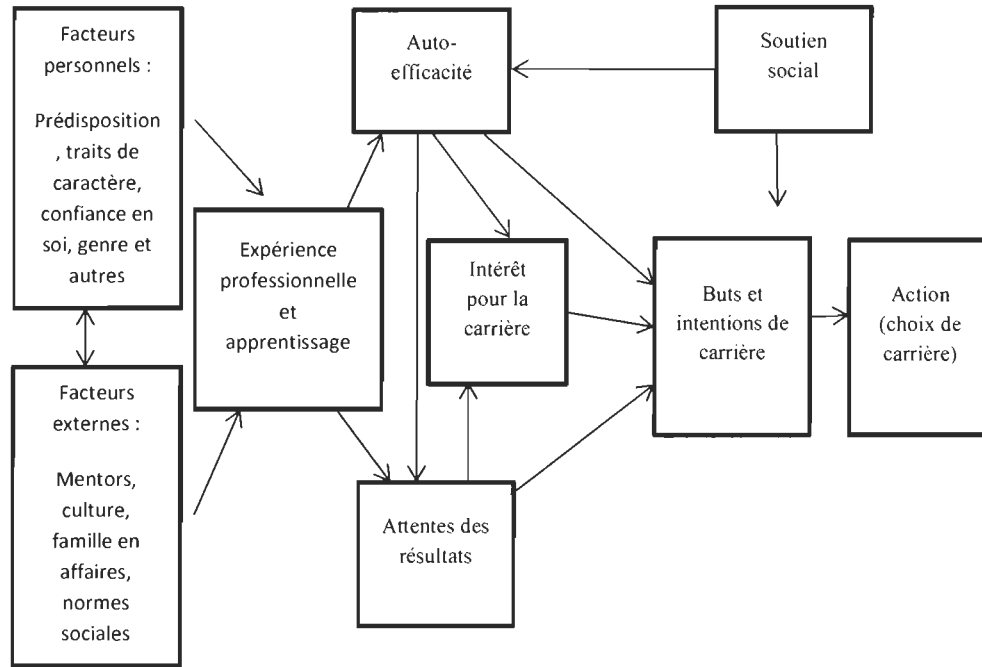 Facteurs
personnels :
Prédisposition
, traits de
caractère,
confiance en
soi, genre et
autres
Facteurs
externes :
Mentors,
culture,
famille en
affaires,
normes
sociales
Expérience
professionnelle
et
apprentissage
Auto-
efficacité
Intérêt
pour la
carrière
Attentes des
résultats
Soutien
social
Buts et
intentions de
carrière
Action
(choix de
carrière)